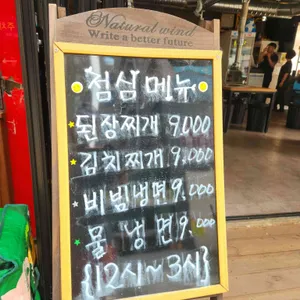 Natural wind
Write a better future
점심메뉴
된장찌개 9.000
김치찌개 9.000
비빔냉면 9.000
물냉면 9.000
{12시~3시}